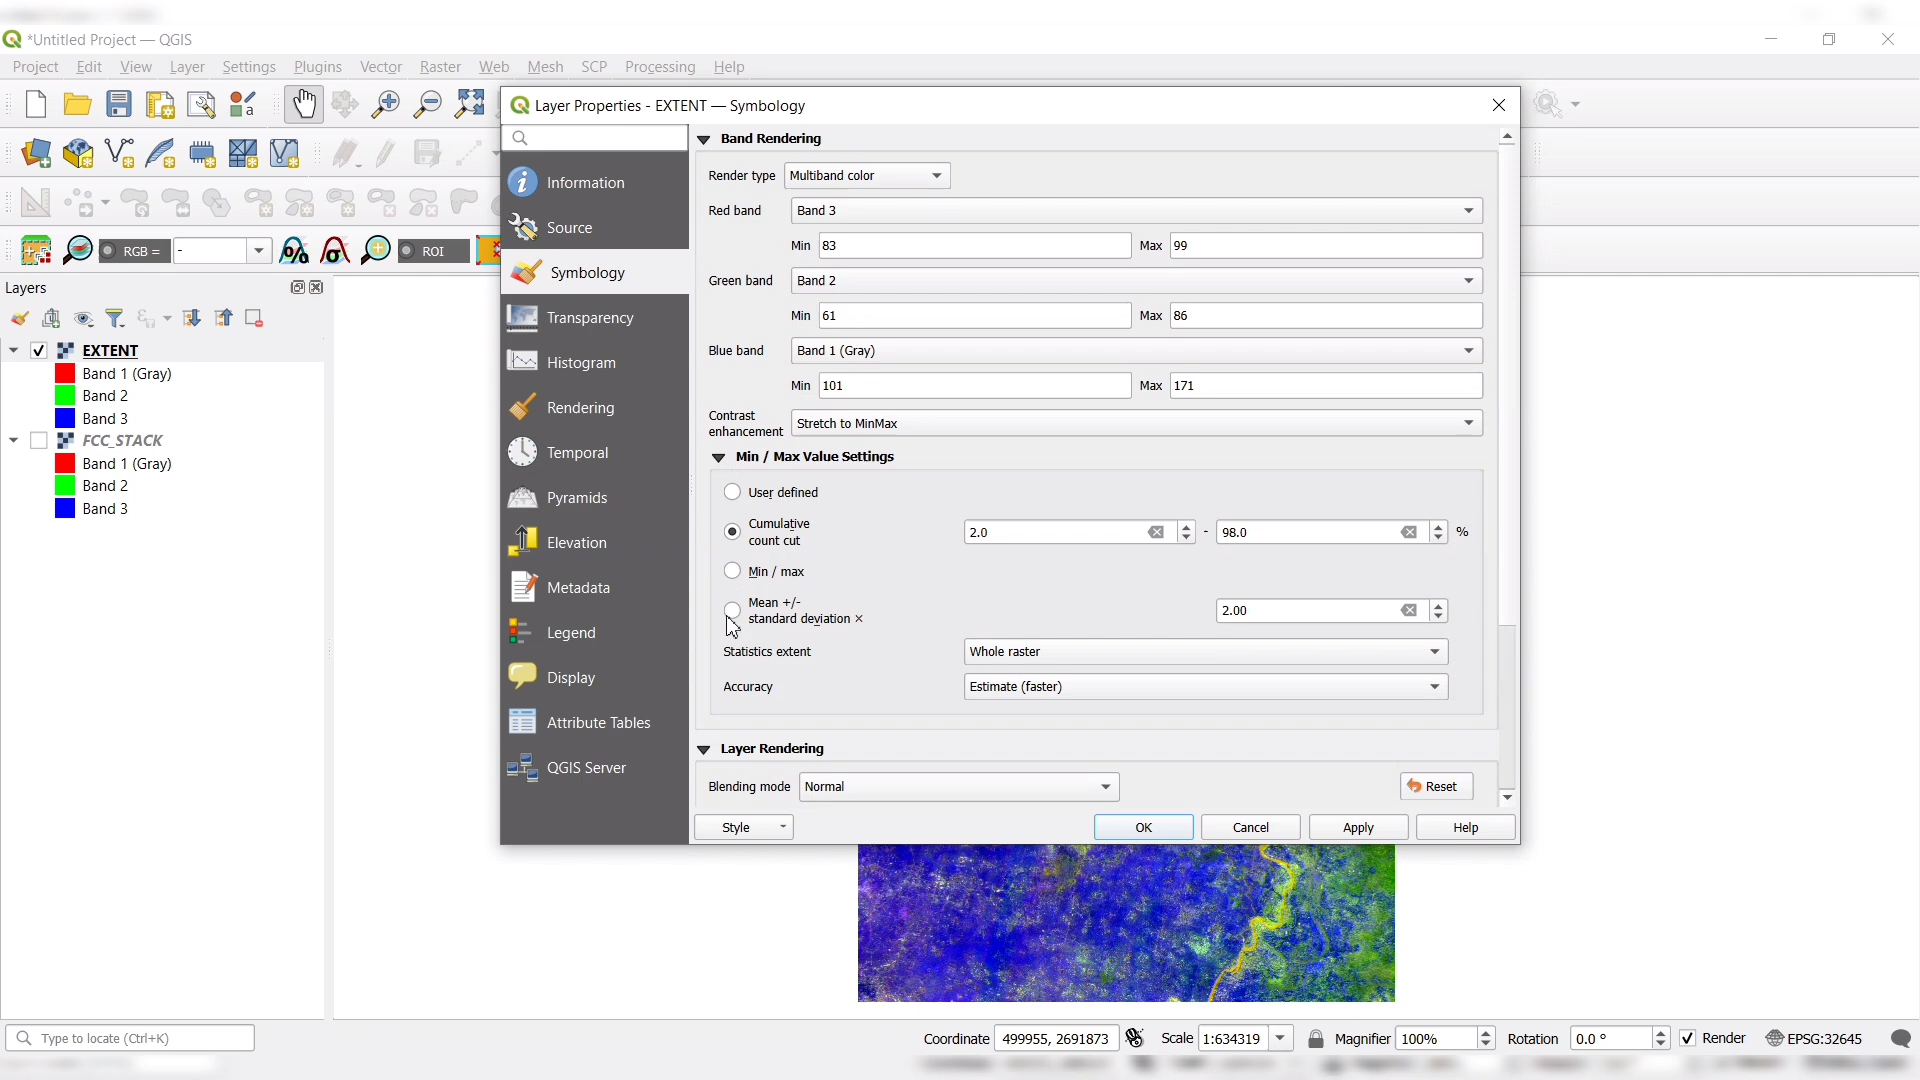 *Untitled Project — QGIS
Project Edit View Layer Settings Plugins Vector Raster Web Mesh SCP Processing Help
Layer Properties - EXTENT — Symbology
RGB = - ROI
Layers
EXTENT
Band 1 (Gray)
Band 2
Band 3
FCC_STACK
Band 1 (Gray)
Band 2
Band 3
Information
Source
Symbology
Transparency
Histogram
Rendering
Temporal
Pyramids
Elevation
Metadata
Legend
Display
Attribute Tables
QGIS Server
Band Rendering
Render type Multiband color
Red band Band 3
Min 83 Max 99
Green band Band 2
Min 61 Max 86
Blue band Band 1 (Gray)
Min 101 Max 171
Contrast
enhancement Stretch to MinMax
Min / Max Value Settings
User defined
Cumulative
count cut 2.0 - 98.0 %
Min / max
Mean +/-
standard deviation × 2.00
Statistics extent Whole raster
Accuracy Estimate (faster)
Layer Rendering
Blending mode Normal Reset
Style OK Cancel Apply Help
Type to locate (Ctrl+K) Coordinate 499955, 2691873 Scale 1:634319 Magnifier 100% Rotation 0.0 ° Render EPSG:32645